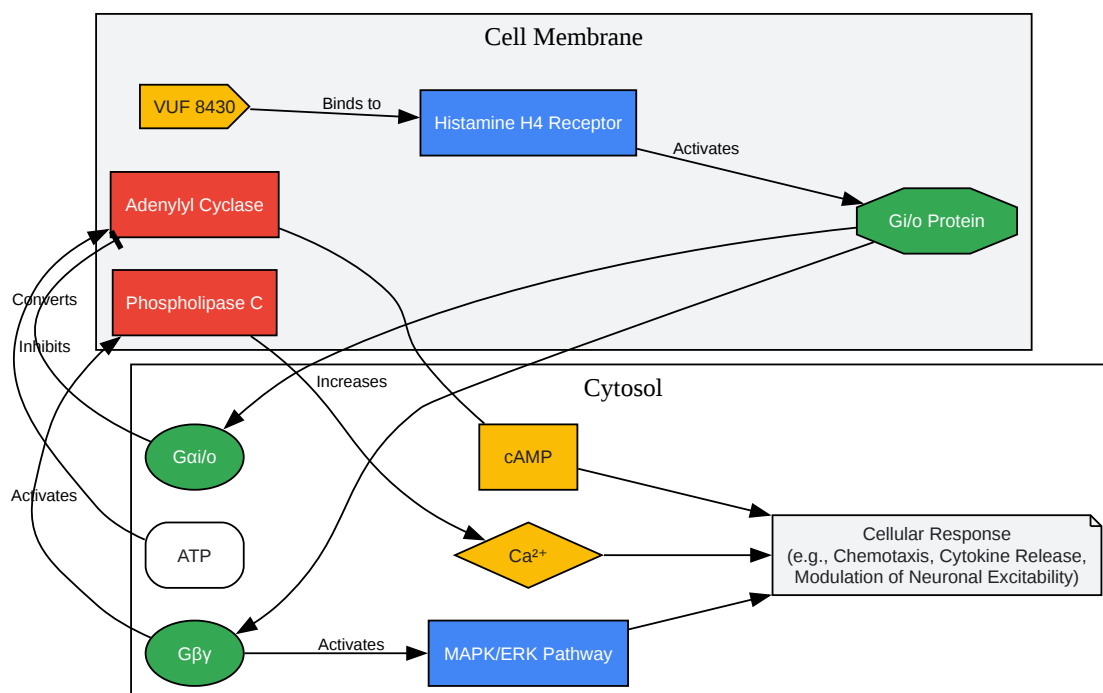 Cell Membrane
VUF 8430
Binds to
Histamine H4 Receptor
Activates
Adenylyl Cyclase
Gi/o Protein
Phospholipase C
Converts
Inhibits
Increases
Cytosol
Gαi/o
cAMP
Activates
ATP
Ca²⁺
Cellular Response
(e.g., Chemotaxis, Cytokine Release,
Modulation of Neuronal Excitability)
Gβγ
Activates
MAPK/ERK Pathway